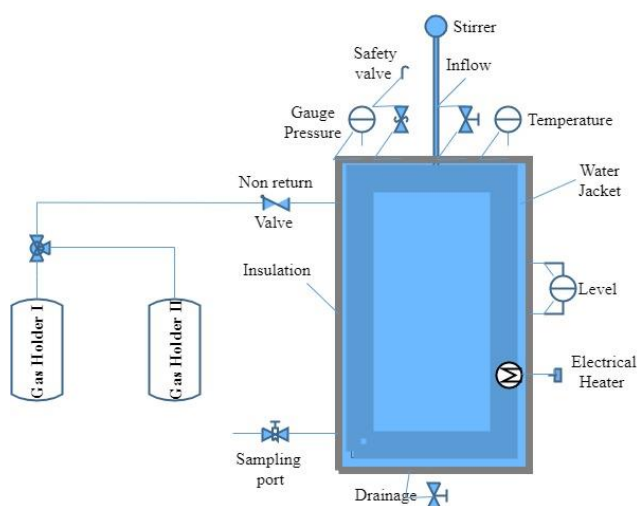 Stirrer
Safety
valve
Inflow
Gauge
Pressure
Temperature
Non return
Valve
Water
Jacket
Insulation
Level
Gas Holder I
Gas Holder II
M
Electrical
Heater
Sampling
port
Drainage